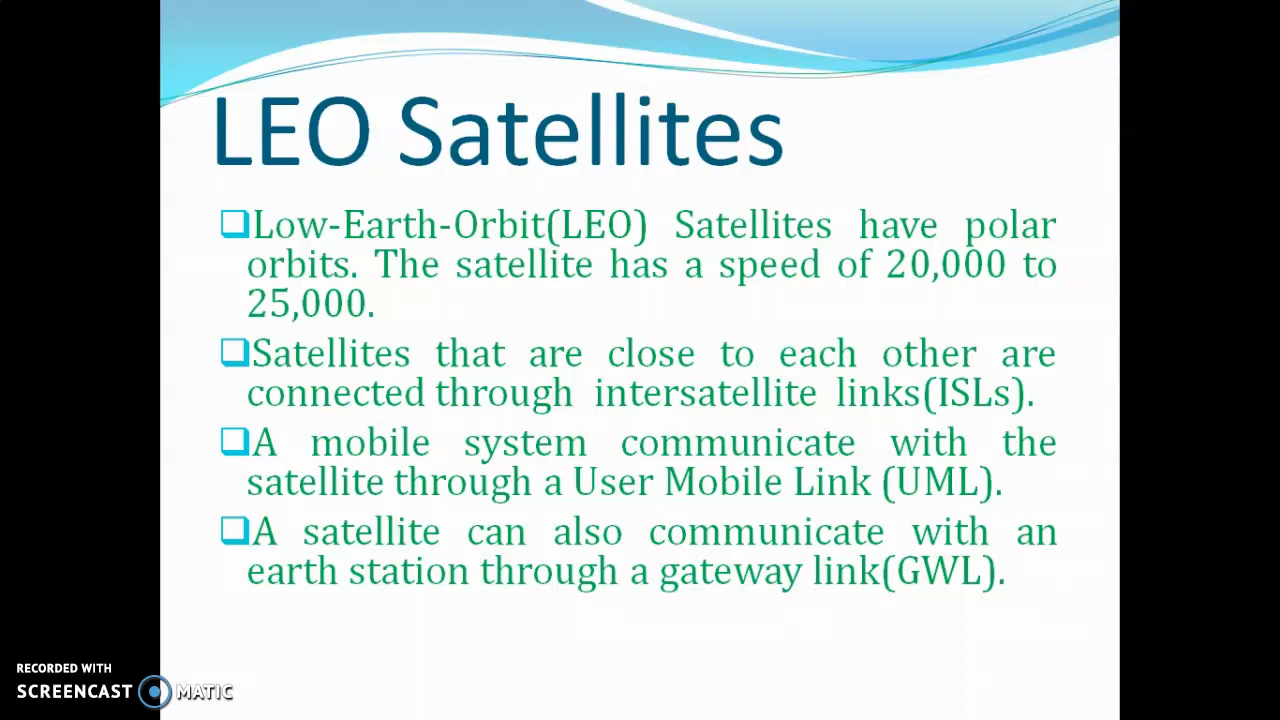 LEO Satellites
❑Low-Earth-Orbit(LEO) Satellites have polar
orbits. The satellite has a speed of 20,000 to
25,000.
❑Satellites that are close to each other are
connected through intersatellite links(ISLs).
❑A mobile system communicate with the
satellite through a User Mobile Link (UML).
❑A satellite can also communicate with an
earth station through a gateway link(GWL).
RECORDED WITH
SCREENCAST MATIC